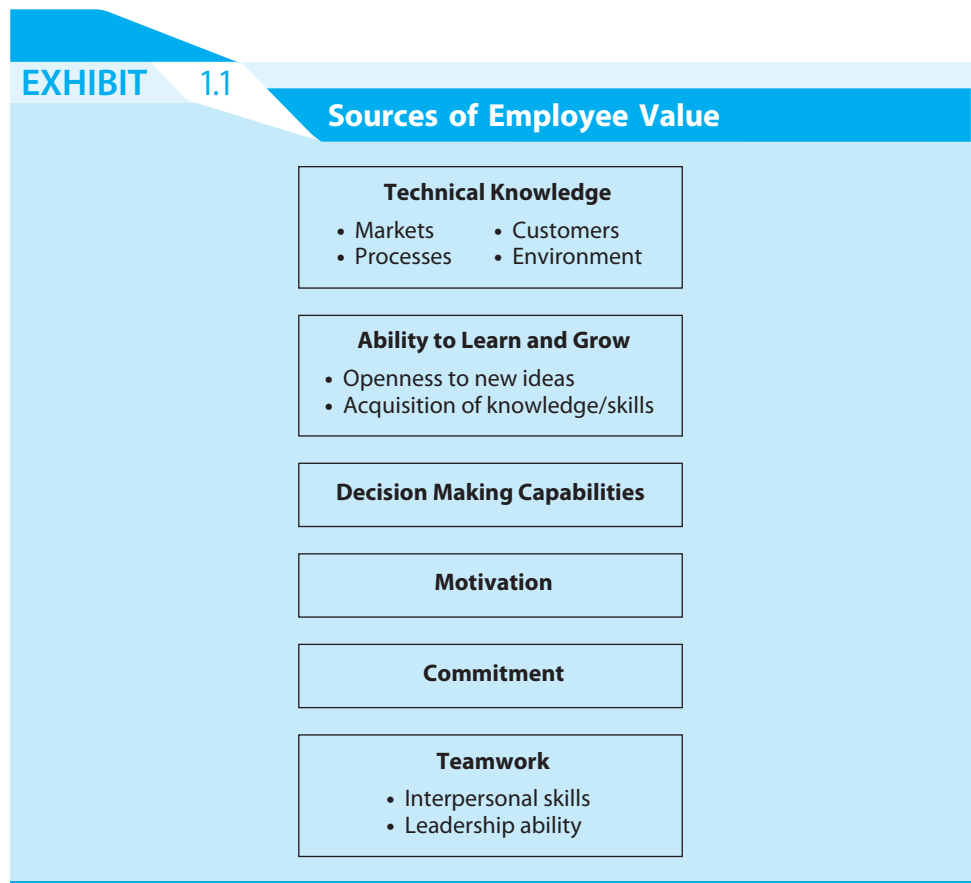 EXHIBIT 1.1
Sources of Employee Value
Technical Knowledge
• Markets • Customers
• Processes • Environment
Ability to Learn and Grow
• Openness to new ideas
• Acquisition of knowledge/skills
Decision Making Capabilities
Motivation
Commitment
Teamwork
• Interpersonal skills
• Leadership ability